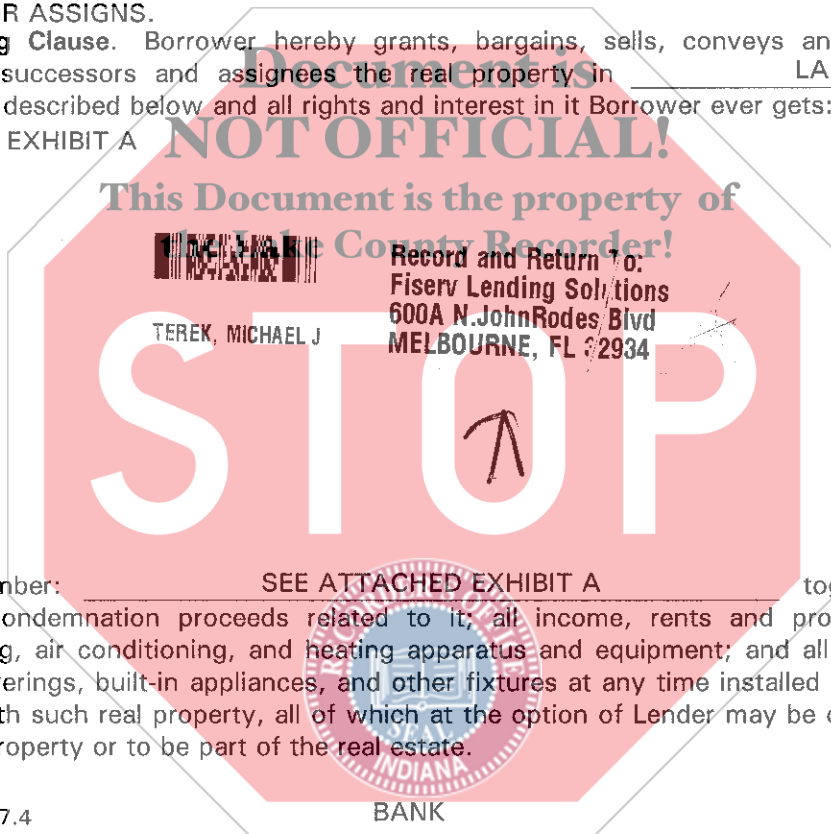 R ASSIGNS.
g Clause. Borrower hereby grants, bargains, sells, conveys an
successors and assignees the real property in LA
described below and all rights and interest in it Borrower ever gets:
EXHIBIT A
Document is
NOT OFFICIAL!
This Document is the property of
the Lake County Recorder!
Record and Return To:
Fiserv Lending Solutions
600A N.JohnRodes Blvd
MELBOURNE, FL 32934
TEREK, MICHAEL J
STOP
mber: SEE ATTACHED EXHIBIT A tog
ondemnation proceeds related to it; all income, rents and pro
g, air conditioning, and heating apparatus and equipment; and all
verings, built-in appliances, and other fixtures at any time installed
th such real property, all of which at the option of Lender may be
roperty or to be part of the real estate.
RECORDER OF
SEAL
INDIANA
7.4 BANK